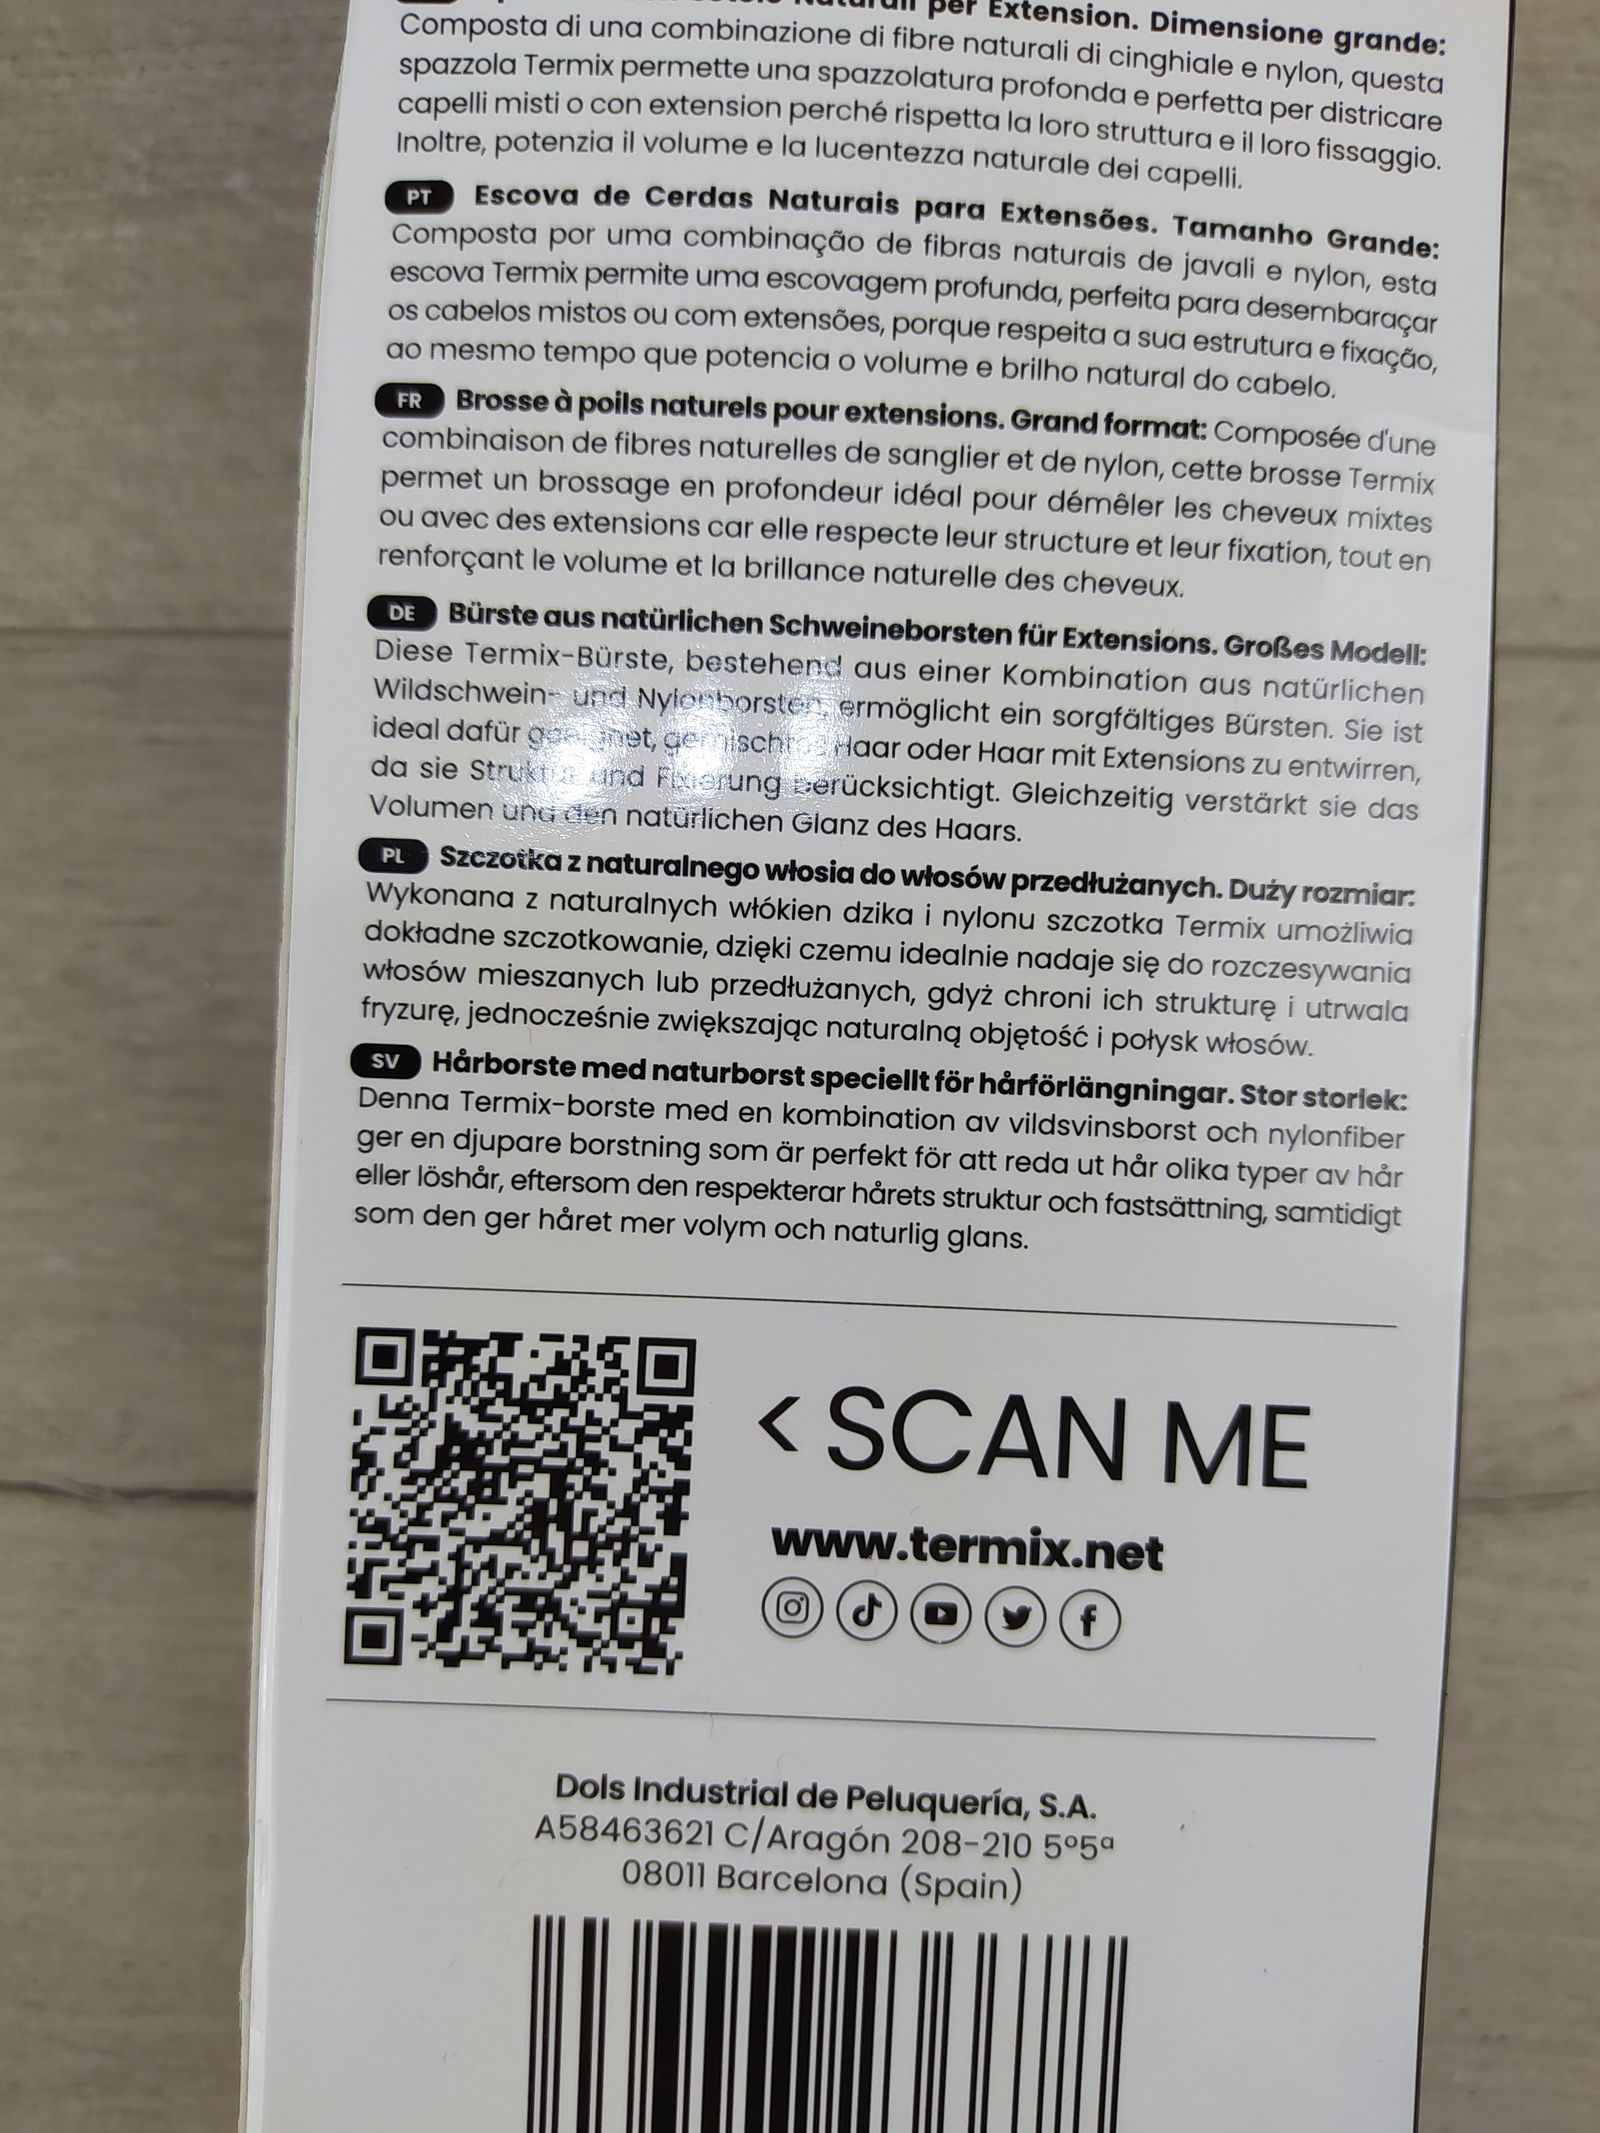 per Extension. Dimensione grande:
Composta di una combinazione di fibre naturali di cinghiale e nylon, questa
spazzola Termix permette una spazzolatura profonda e perfetta per districare
capelli misti o con extension perché rispetta la loro struttura e il loro fissaggio.
Inoltre, potenzia il volume e la lucentezza naturale dei capelli.
PT Escova de Cerdas Naturais para Extensões. Tamanho Grande:
Composta por uma combinação de fibras naturais de javali e nylon, esta
escova Termix permite uma escovagem profunda, perfeita para desembaraçar
os cabelos mistos ou com extensões, porque respeita a sua estrutura e fixação,
ao mesmo tempo que potencia o volume e brilho natural do cabelo.
FR Brosse à poils naturels pour extensions. Grand format: Composée d'une
combinaison de fibres naturelles de sanglier et de nylon, cette brosse Termix
permet un brossage en profondeur idéal pour démêler les cheveux mixtes
ou avec des extensions car elle respecte leur structure et leur fixation, tout en
renforçant le volume et la brillance naturelle des cheveux.
DE Bürste aus natürlichen Schweineborsten für Extensions. Großes Modell:
Diese Termix-Bürste, bestehend aus einer Kombination aus natürlichen
Wildschwein- und Nylonborsten, ermöglicht ein sorgfältiges Bürsten. Sie ist
ideal dafür geeignet, gemischtes Haar oder Haar mit Extensions zu entwirren,
da sie Struktur und Fixierung berücksichtigt. Gleichzeitig verstärkt sie das
Volumen und den natürlichen Glanz des Haars.
PL Szczotka z naturalnego włosia do włosów przedłużanych. Duży rozmiar:
Wykonana z naturalnych włókien dzika i nylonu szczotka Termix umożliwia
dokładne szczotkowanie, dzięki czemu idealnie nadaje się do rozczesywania
włosów mieszanych lub przedłużanych, gdyż chroni ich strukturę i utrwala
fryzurę, jednocześnie zwiększając naturalną objętość i połysk włosów.
SV Hårborste med naturborst speciellt för hårförlängningar. Stor storlek:
Denna Termix-borste med en kombination av vildsvinsborst och nylonfiber
ger en djupare borstning som är perfekt för att reda ut hår olika typer av hår
eller löshår, eftersom den respekterar hårets struktur och fastsättning, samtidigt
som den ger håret mer volym och naturlig glans.
< SCAN ME
www.termix.net
Dols Industrial de Peluquería, S.A.
A58463621 C/Aragón 208-210 5º5ª
08011 Barcelona (Spain)